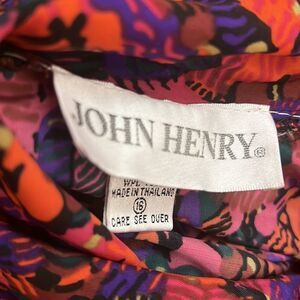 JOHN HENRY®
MADE IN THAILAND
16
CARE SEE OVER